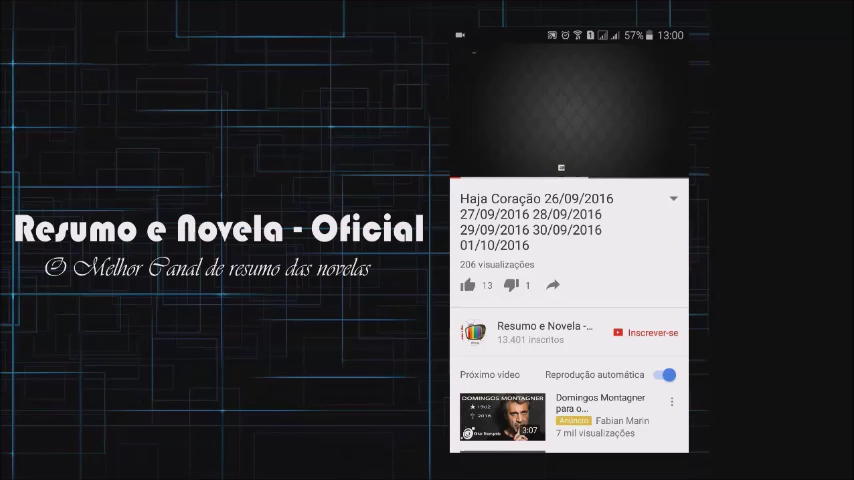 57% 13:00
Resumo e Novela - Oficial
O Melhor Canal de resumo das novelas
Haja Coração 26/09/2016
27/09/2016 28/09/2016
29/09/2016 30/09/2016
01/10/2016
206 visualizações
13 1
Resumo e Novela -...
13.401 inscritos
Inscrever-se
Próximo vídeo
Reprodução automática
DOMINGOS MONTAGNER
2016
3:07
Domingos Montagner
para o...
Anúncio Fabian Marin
7 mil visualizações